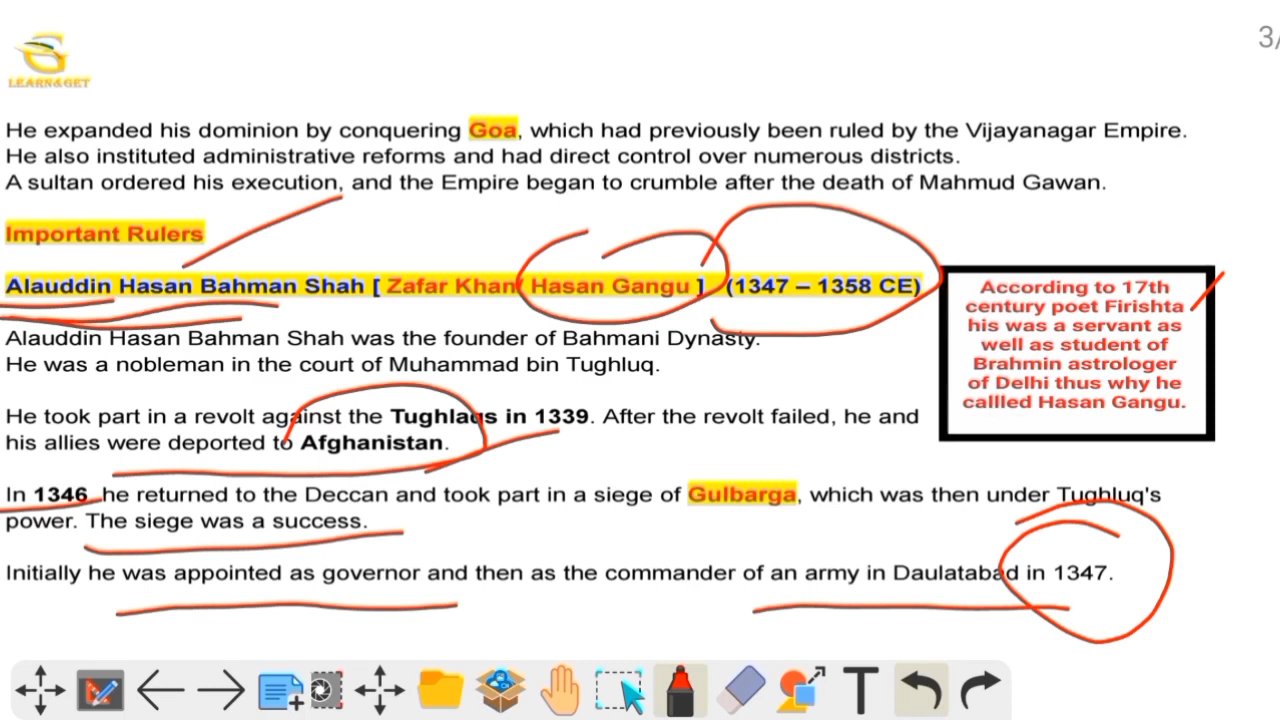 3/
LEARN&GET
He expanded his dominion by conquering Goa, which had previously been ruled by the Vijayanagar Empire.
He also instituted administrative reforms and had direct control over numerous districts.
A sultan ordered his execution, and the Empire began to crumble after the death of Mahmud Gawan.
Important Rulers
Alauddin Hasan Bahman Shah [ Zafar Khan/ Hasan Gangu ] (1347 – 1358 CE)
According to 17th
century poet Firishta
his was a servant as
well as student of
Brahmin astrologer
of Delhi thus why he
callled Hasan Gangu.
Alauddin Hasan Bahman Shah was the founder of Bahmani Dynasty.
He was a nobleman in the court of Muhammad bin Tughluq.
He took part in a revolt against the Tughlaqs in 1339. After the revolt failed, he and
his allies were deported to Afghanistan.
In 1346 he returned to the Deccan and took part in a siege of Gulbarga, which was then under Tughluq's
power. The siege was a success.
Initially he was appointed as governor and then as the commander of an army in Daulatabad in 1347.
T